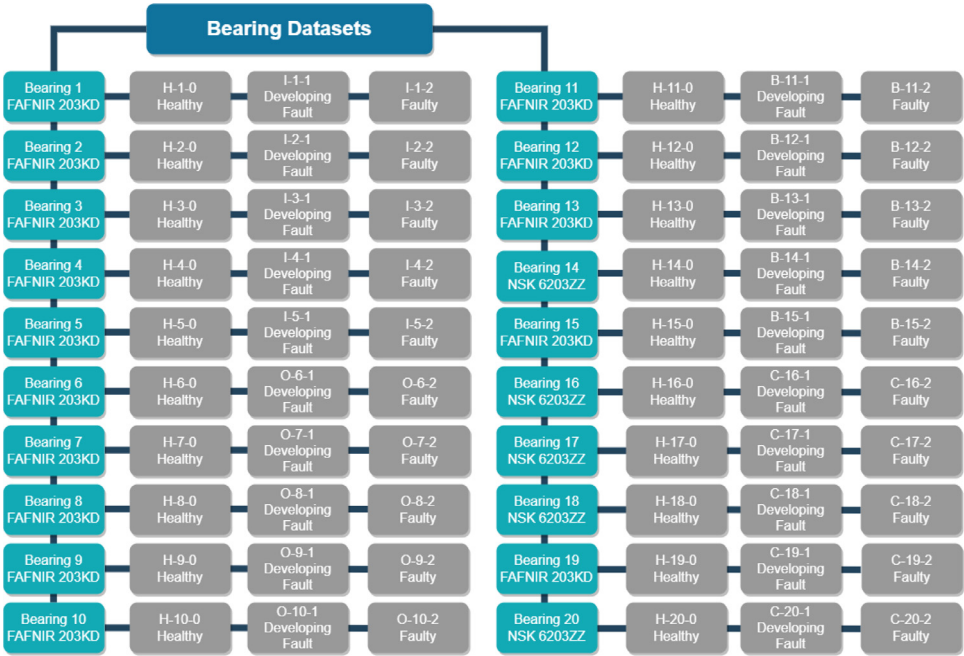 Bearing Datasets
Bearing 1
FAFNIR 203KD
H-1-0
Healthy
I-1-1
Developing
Fault
I-1-2
Faulty
Bearing 2
FAFNIR 203KD
H-2-0
Healthy
I-2-1
Developing
Fault
I-2-2
Faulty
Bearing 3
FAFNIR 203KD
H-3-0
Healthy
I-3-1
Developing
Fault
I-3-2
Faulty
Bearing 4
FAFNIR 203KD
H-4-0
Healthy
I-4-1
Developing
Fault
I-4-2
Faulty
Bearing 5
FAFNIR 203KD
H-5-0
Healthy
I-5-1
Developing
Fault
I-5-2
Faulty
Bearing 6
FAFNIR 203KD
H-6-0
Healthy
O-6-1
Developing
Fault
O-6-2
Faulty
Bearing 7
FAFNIR 203KD
H-7-0
Healthy
O-7-1
Developing
Fault
O-7-2
Faulty
Bearing 8
FAFNIR 203KD
H-8-0
Healthy
O-8-1
Developing
Fault
O-8-2
Faulty
Bearing 9
FAFNIR 203KD
H-9-0
Healthy
O-9-1
Developing
Fault
O-9-2
Faulty
Bearing 10
FAFNIR 203KD
H-10-0
Healthy
O-10-1
Developing
Fault
O-10-2
Faulty
Bearing 11
FAFNIR 203KD
H-11-0
Healthy
B-11-1
Developing
Fault
B-11-2
Faulty
Bearing 12
FAFNIR 203KD
H-12-0
Healthy
B-12-1
Developing
Fault
B-12-2
Faulty
Bearing 13
FAFNIR 203KD
H-13-0
Healthy
B-13-1
Developing
Fault
B-13-2
Faulty
Bearing 14
NSK 6203ZZ
H-14-0
Healthy
B-14-1
Developing
Fault
B-14-2
Faulty
Bearing 15
FAFNIR 203KD
H-15-0
Healthy
B-15-1
Developing
Fault
B-15-2
Faulty
Bearing 16
NSK 6203ZZ
H-16-0
Healthy
C-16-1
Developing
Fault
C-16-2
Faulty
Bearing 17
NSK 6203ZZ
H-17-0
Healthy
C-17-1
Developing
Fault
C-17-2
Faulty
Bearing 18
NSK 6203ZZ
H-18-0
Healthy
C-18-1
Developing
Fault
C-18-2
Faulty
Bearing 19
FAFNIR 203KD
H-19-0
Healthy
C-19-1
Developing
Fault
C-19-2
Faulty
Bearing 20
NSK 6203ZZ
H-20-0
Healthy
C-20-1
Developing
Fault
C-20-2
Faulty